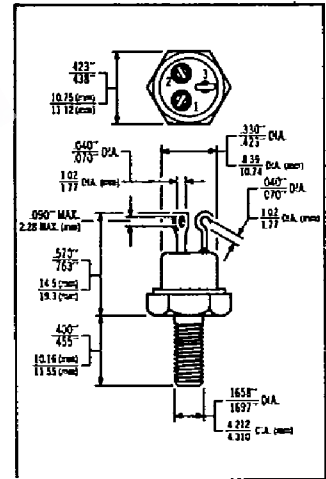 .423"
.438"
10.75 (mm)
11.12 (mm)
2
3
1
.040" DIA.
.070"
1.02 DIA. (mm)
1.77
.330" DIA.
.423"
8.39 DIA. (mm)
10.74
.040" DIA.
.070"
1.02 DIA. (mm)
1.77
.090" MAX.
2.28 MAX. (mm)
.570"
.763"
14.5 (mm)
19.3 (mm)
.400"
.455"
10.16 (mm)
11.55 (mm)
.1658" DIA.
.1697"
4.212 DIA. (mm)
4.310